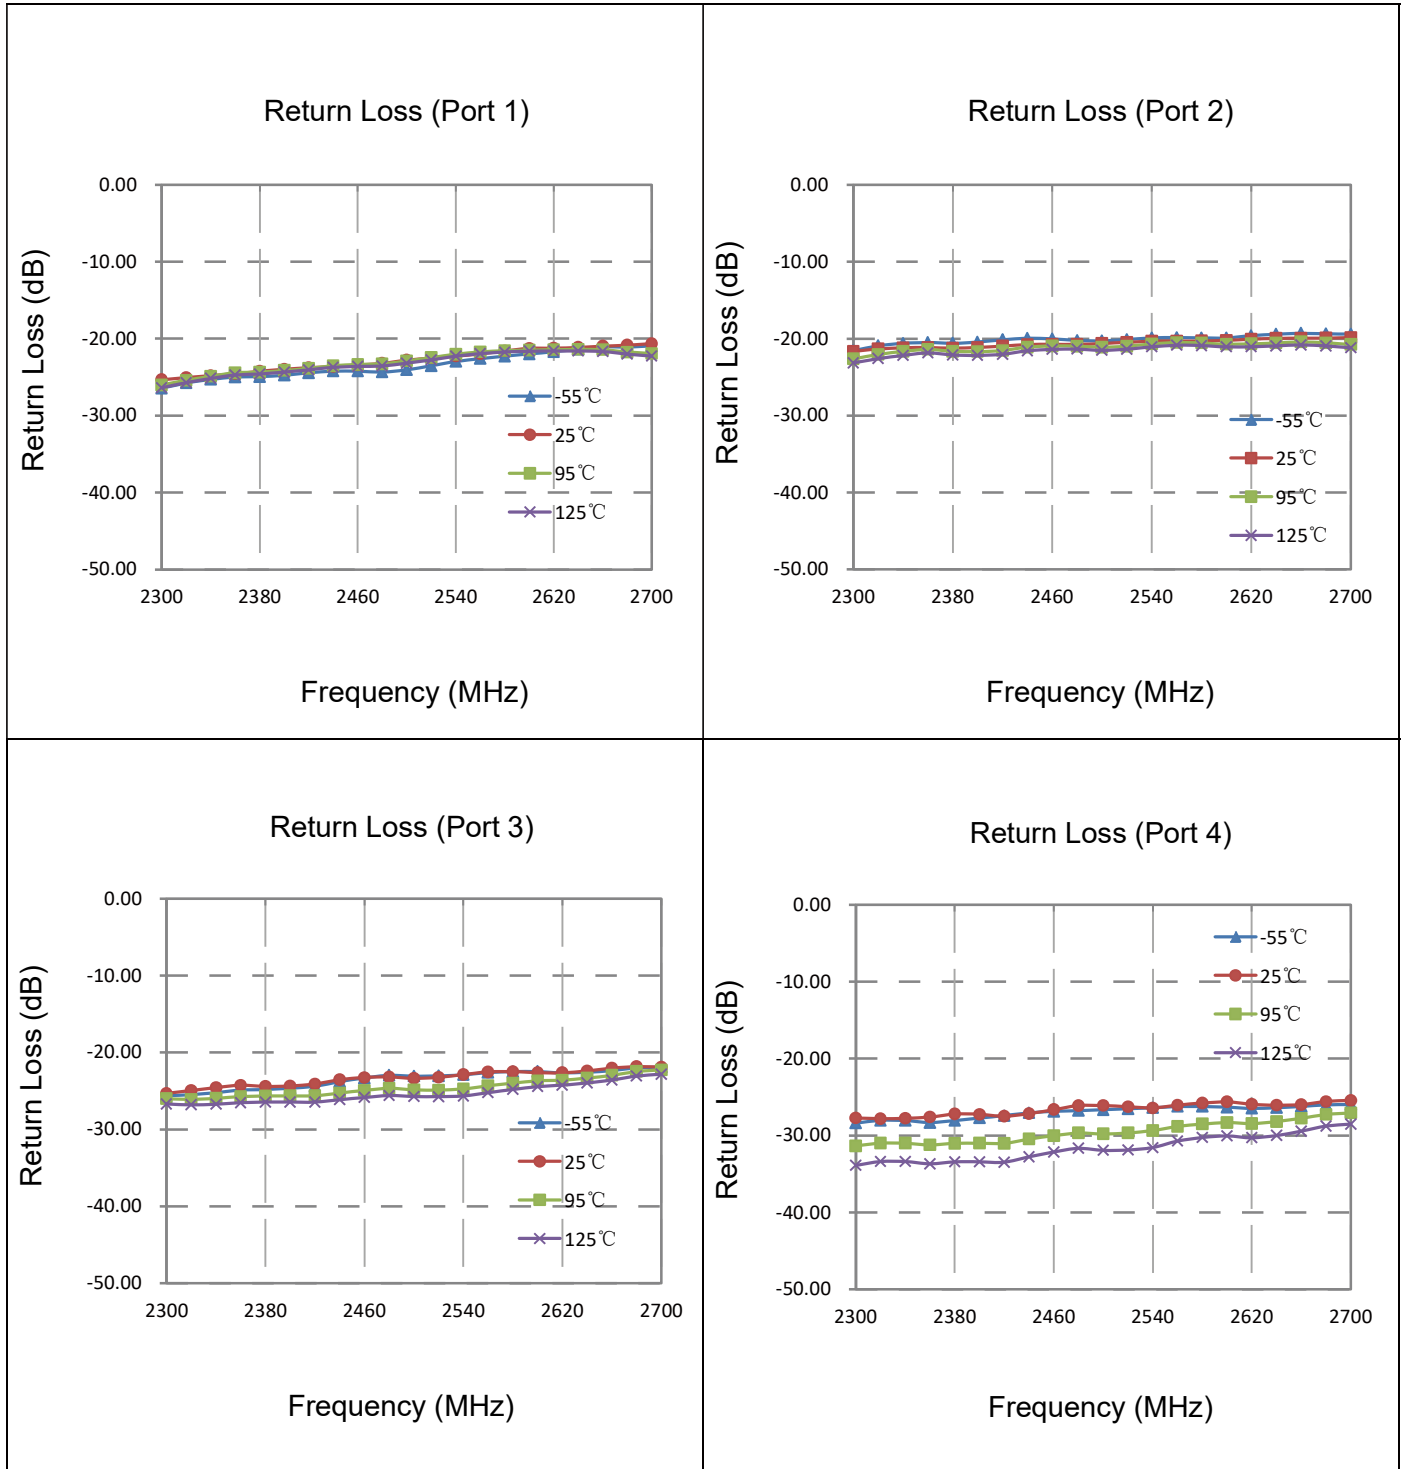 Return Loss (Port 1)
Return Loss (dB)
0.00
-10.00
-20.00
-30.00
-40.00
-50.00
-55℃
25℃
95℃
125℃
2300 2380 2460 2540 2620 2700
Frequency (MHz)
Return Loss (Port 2)
Return Loss (dB)
0.00
-10.00
-20.00
-30.00
-40.00
-50.00
-55℃
25℃
95℃
125℃
2300 2380 2460 2540 2620 2700
Frequency (MHz)
Return Loss (Port 3)
Return Loss (dB)
0.00
-10.00
-20.00
-30.00
-40.00
-50.00
-55℃
25℃
95℃
125℃
2300 2380 2460 2540 2620 2700
Frequency (MHz)
Return Loss (Port 4)
Return Loss (dB)
0.00
-10.00
-20.00
-30.00
-40.00
-50.00
-55℃
25℃
95℃
125℃
2300 2380 2460 2540 2620 2700
Frequency (MHz)